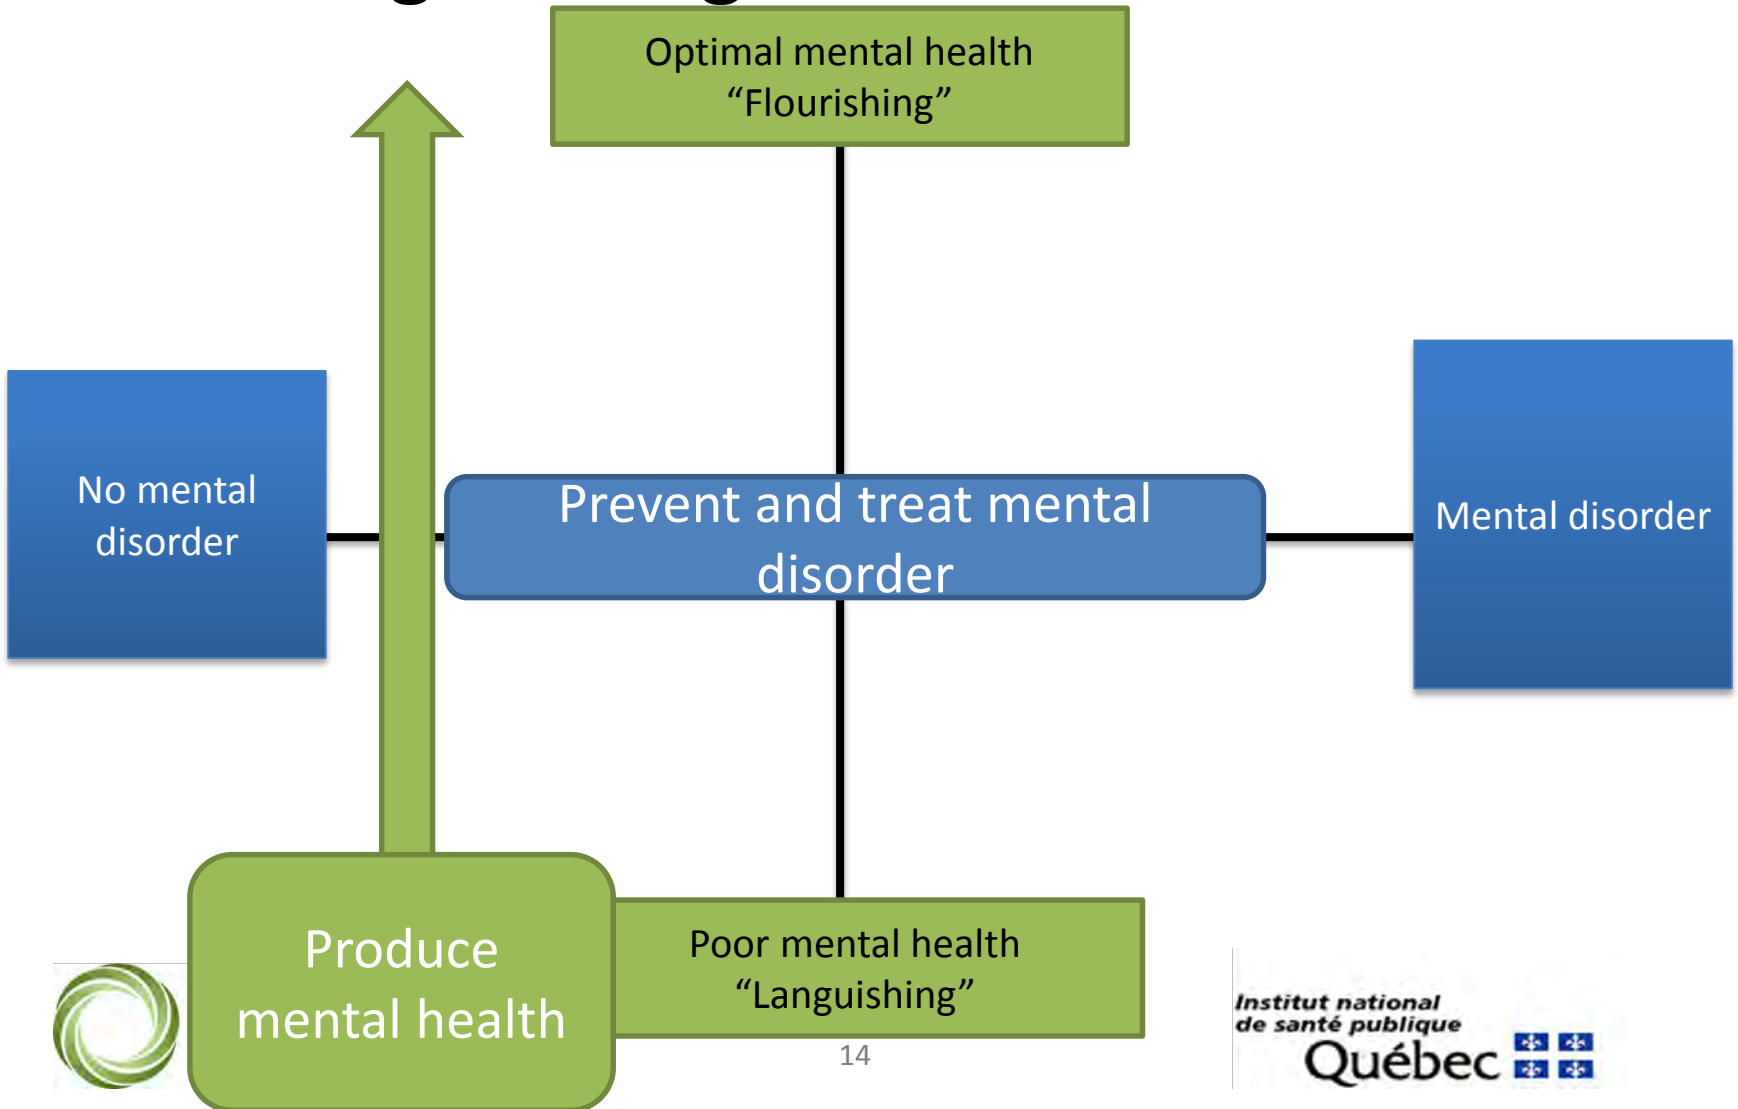 Optimal mental health
“Flourishing”
No mental
disorder
Prevent and treat mental
disorder
Mental disorder
Produce
mental health
Poor mental health
“Languishing”
14
Institut national
de santé publique
Québec